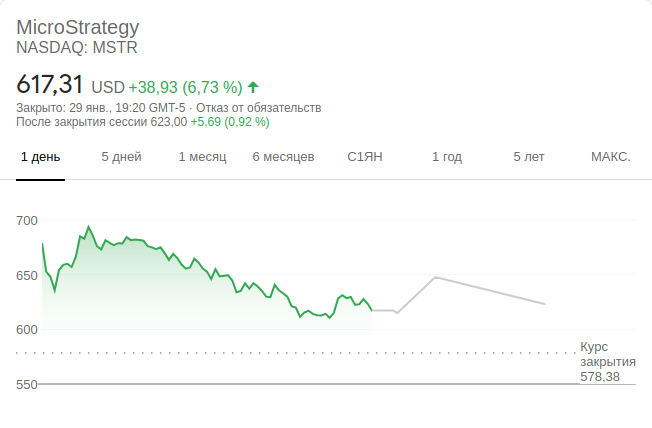 MicroStrategy
NASDAQ: MSTR
617,31 USD +38,93 (6,73 %)
Закрыто: 29 янв., 19:20 GMT-5 · Отказ от обязательств
После закрытия сессии 623,00 +5,69 (0,92 %)
1 день 5 дней 1 месяц 6 месяцев С1ЯН 1 год 5 лет МАКС.
700
650
600
Курс
закрытия
578,38
550